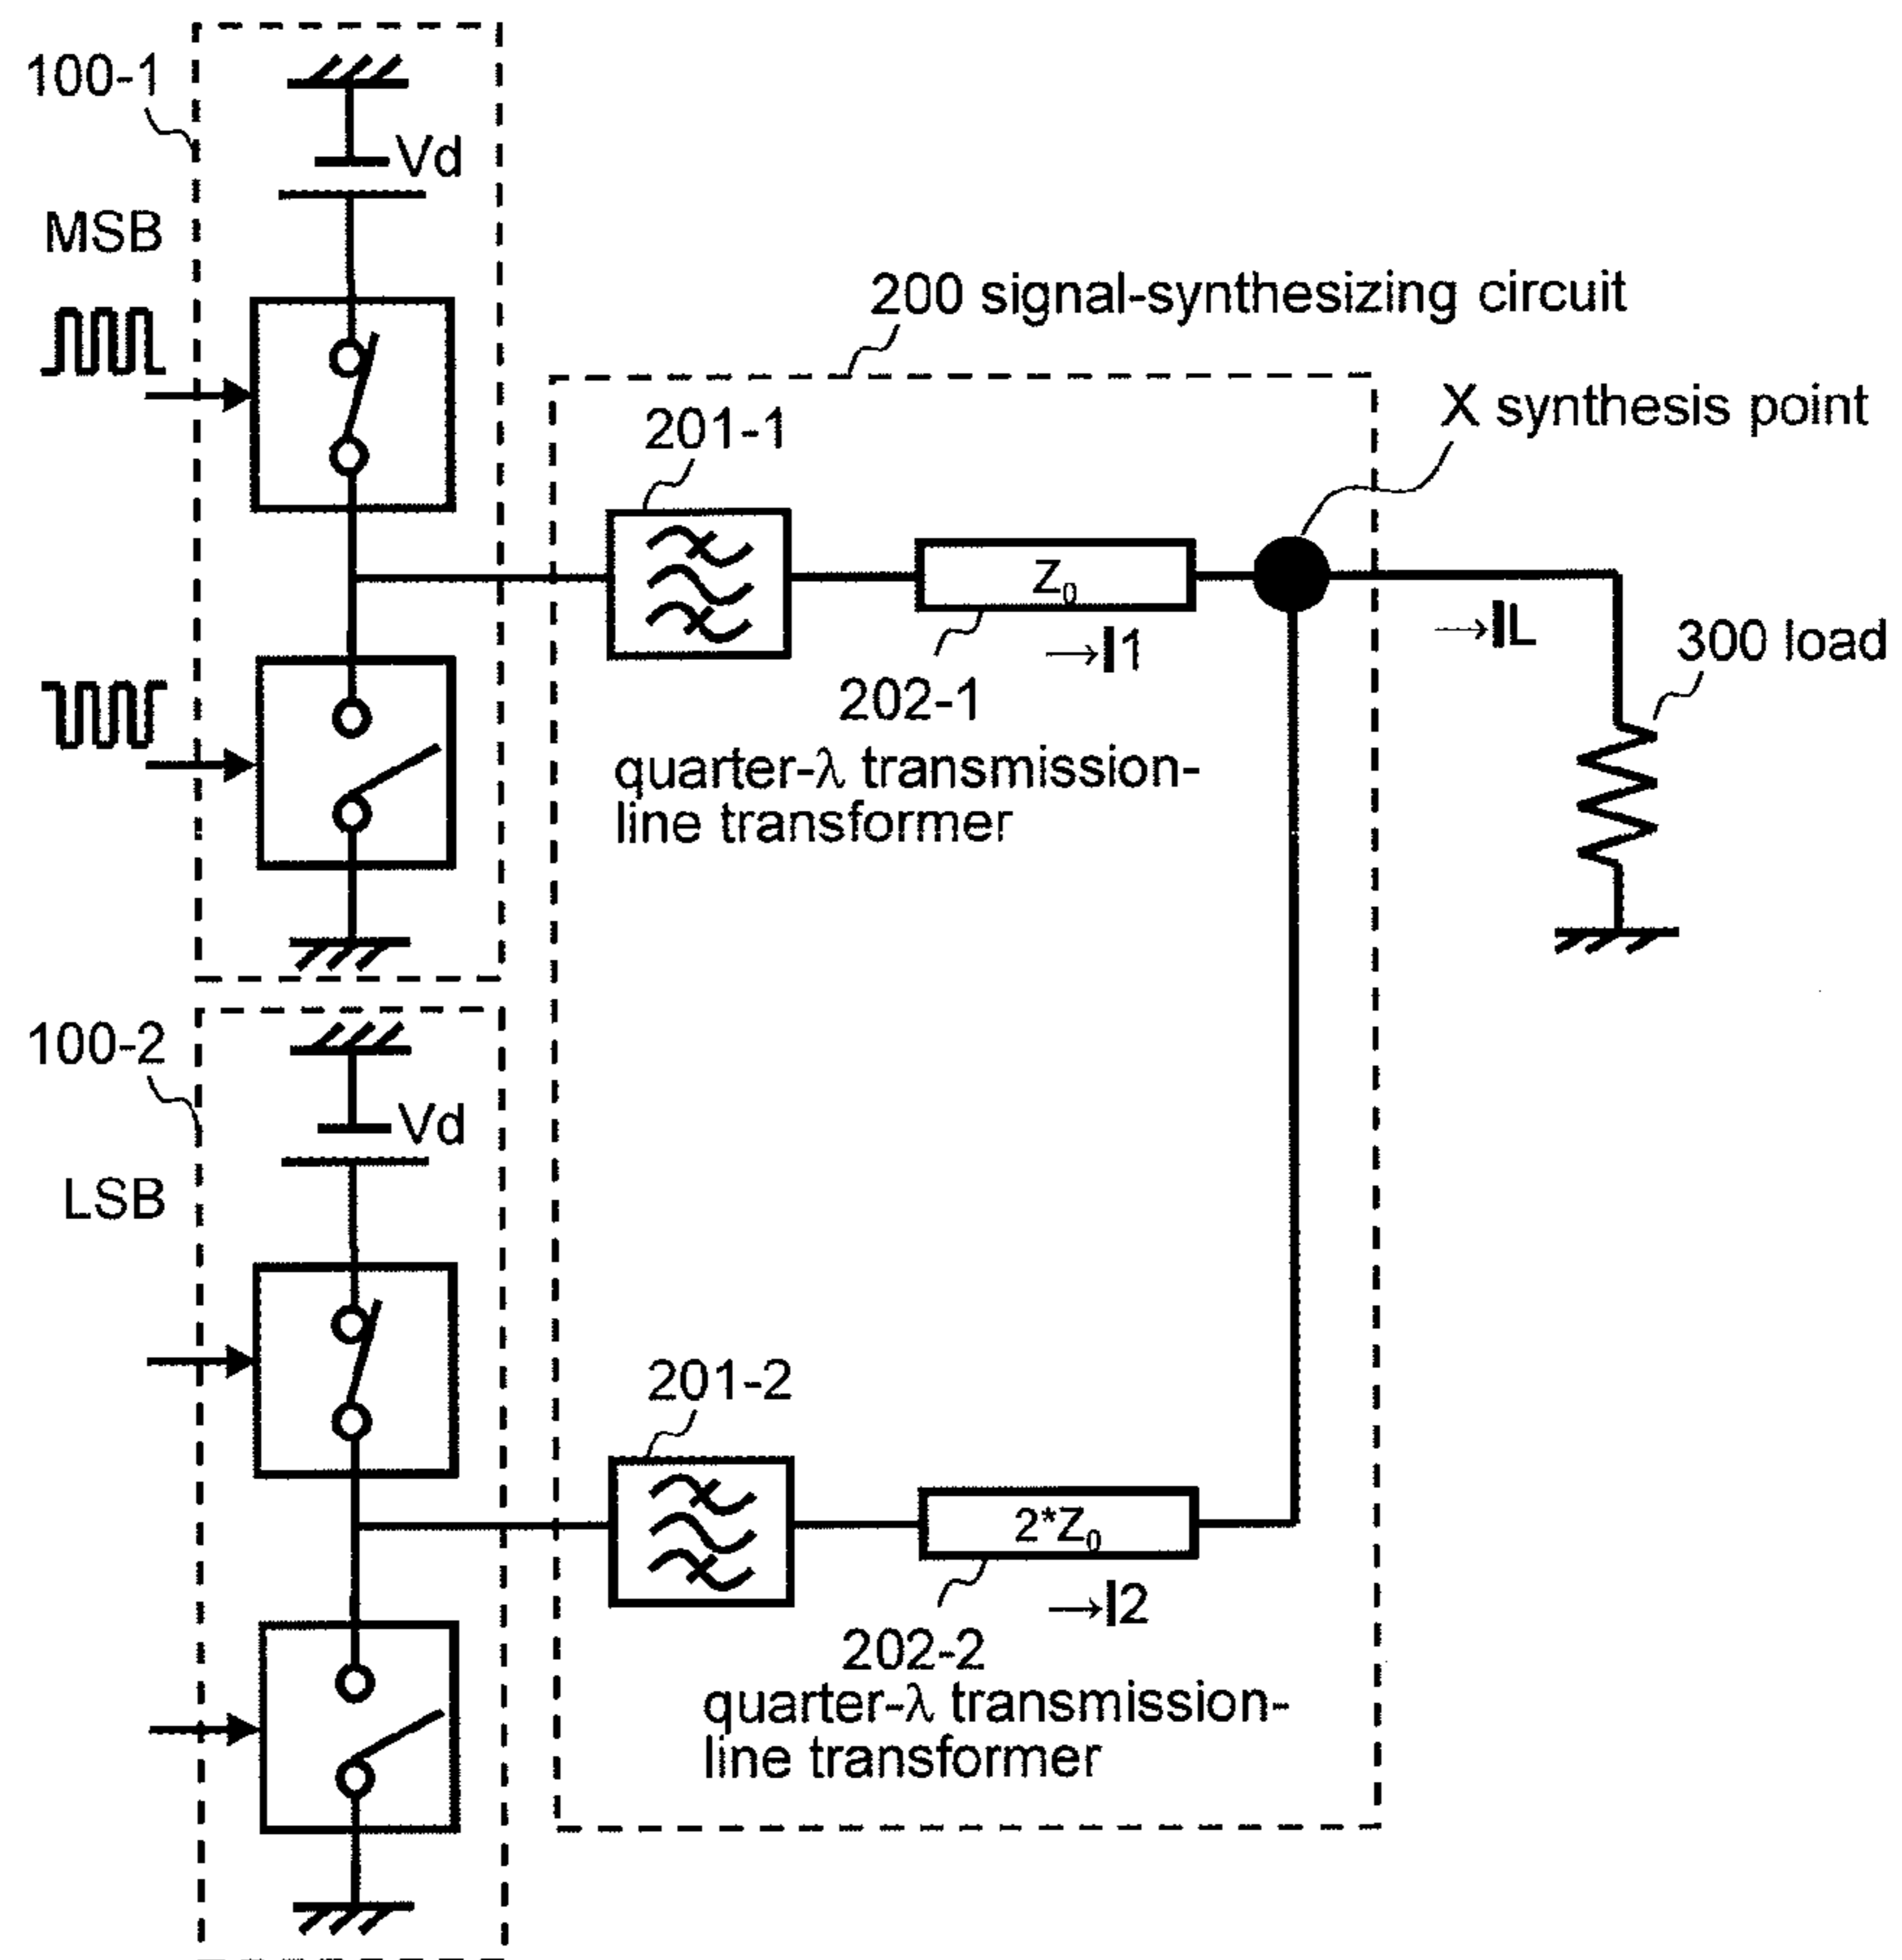 100-1
Vd
MSB
200 signal-synthesizing circuit
X synthesis point
201-1
Z₀
→I1
→IL
300 load
202-1
quarter-λ transmission-
line transformer
100-2
Vd
LSB
201-2
2*Z₀
→I2
202-2
quarter-λ transmission-
line transformer